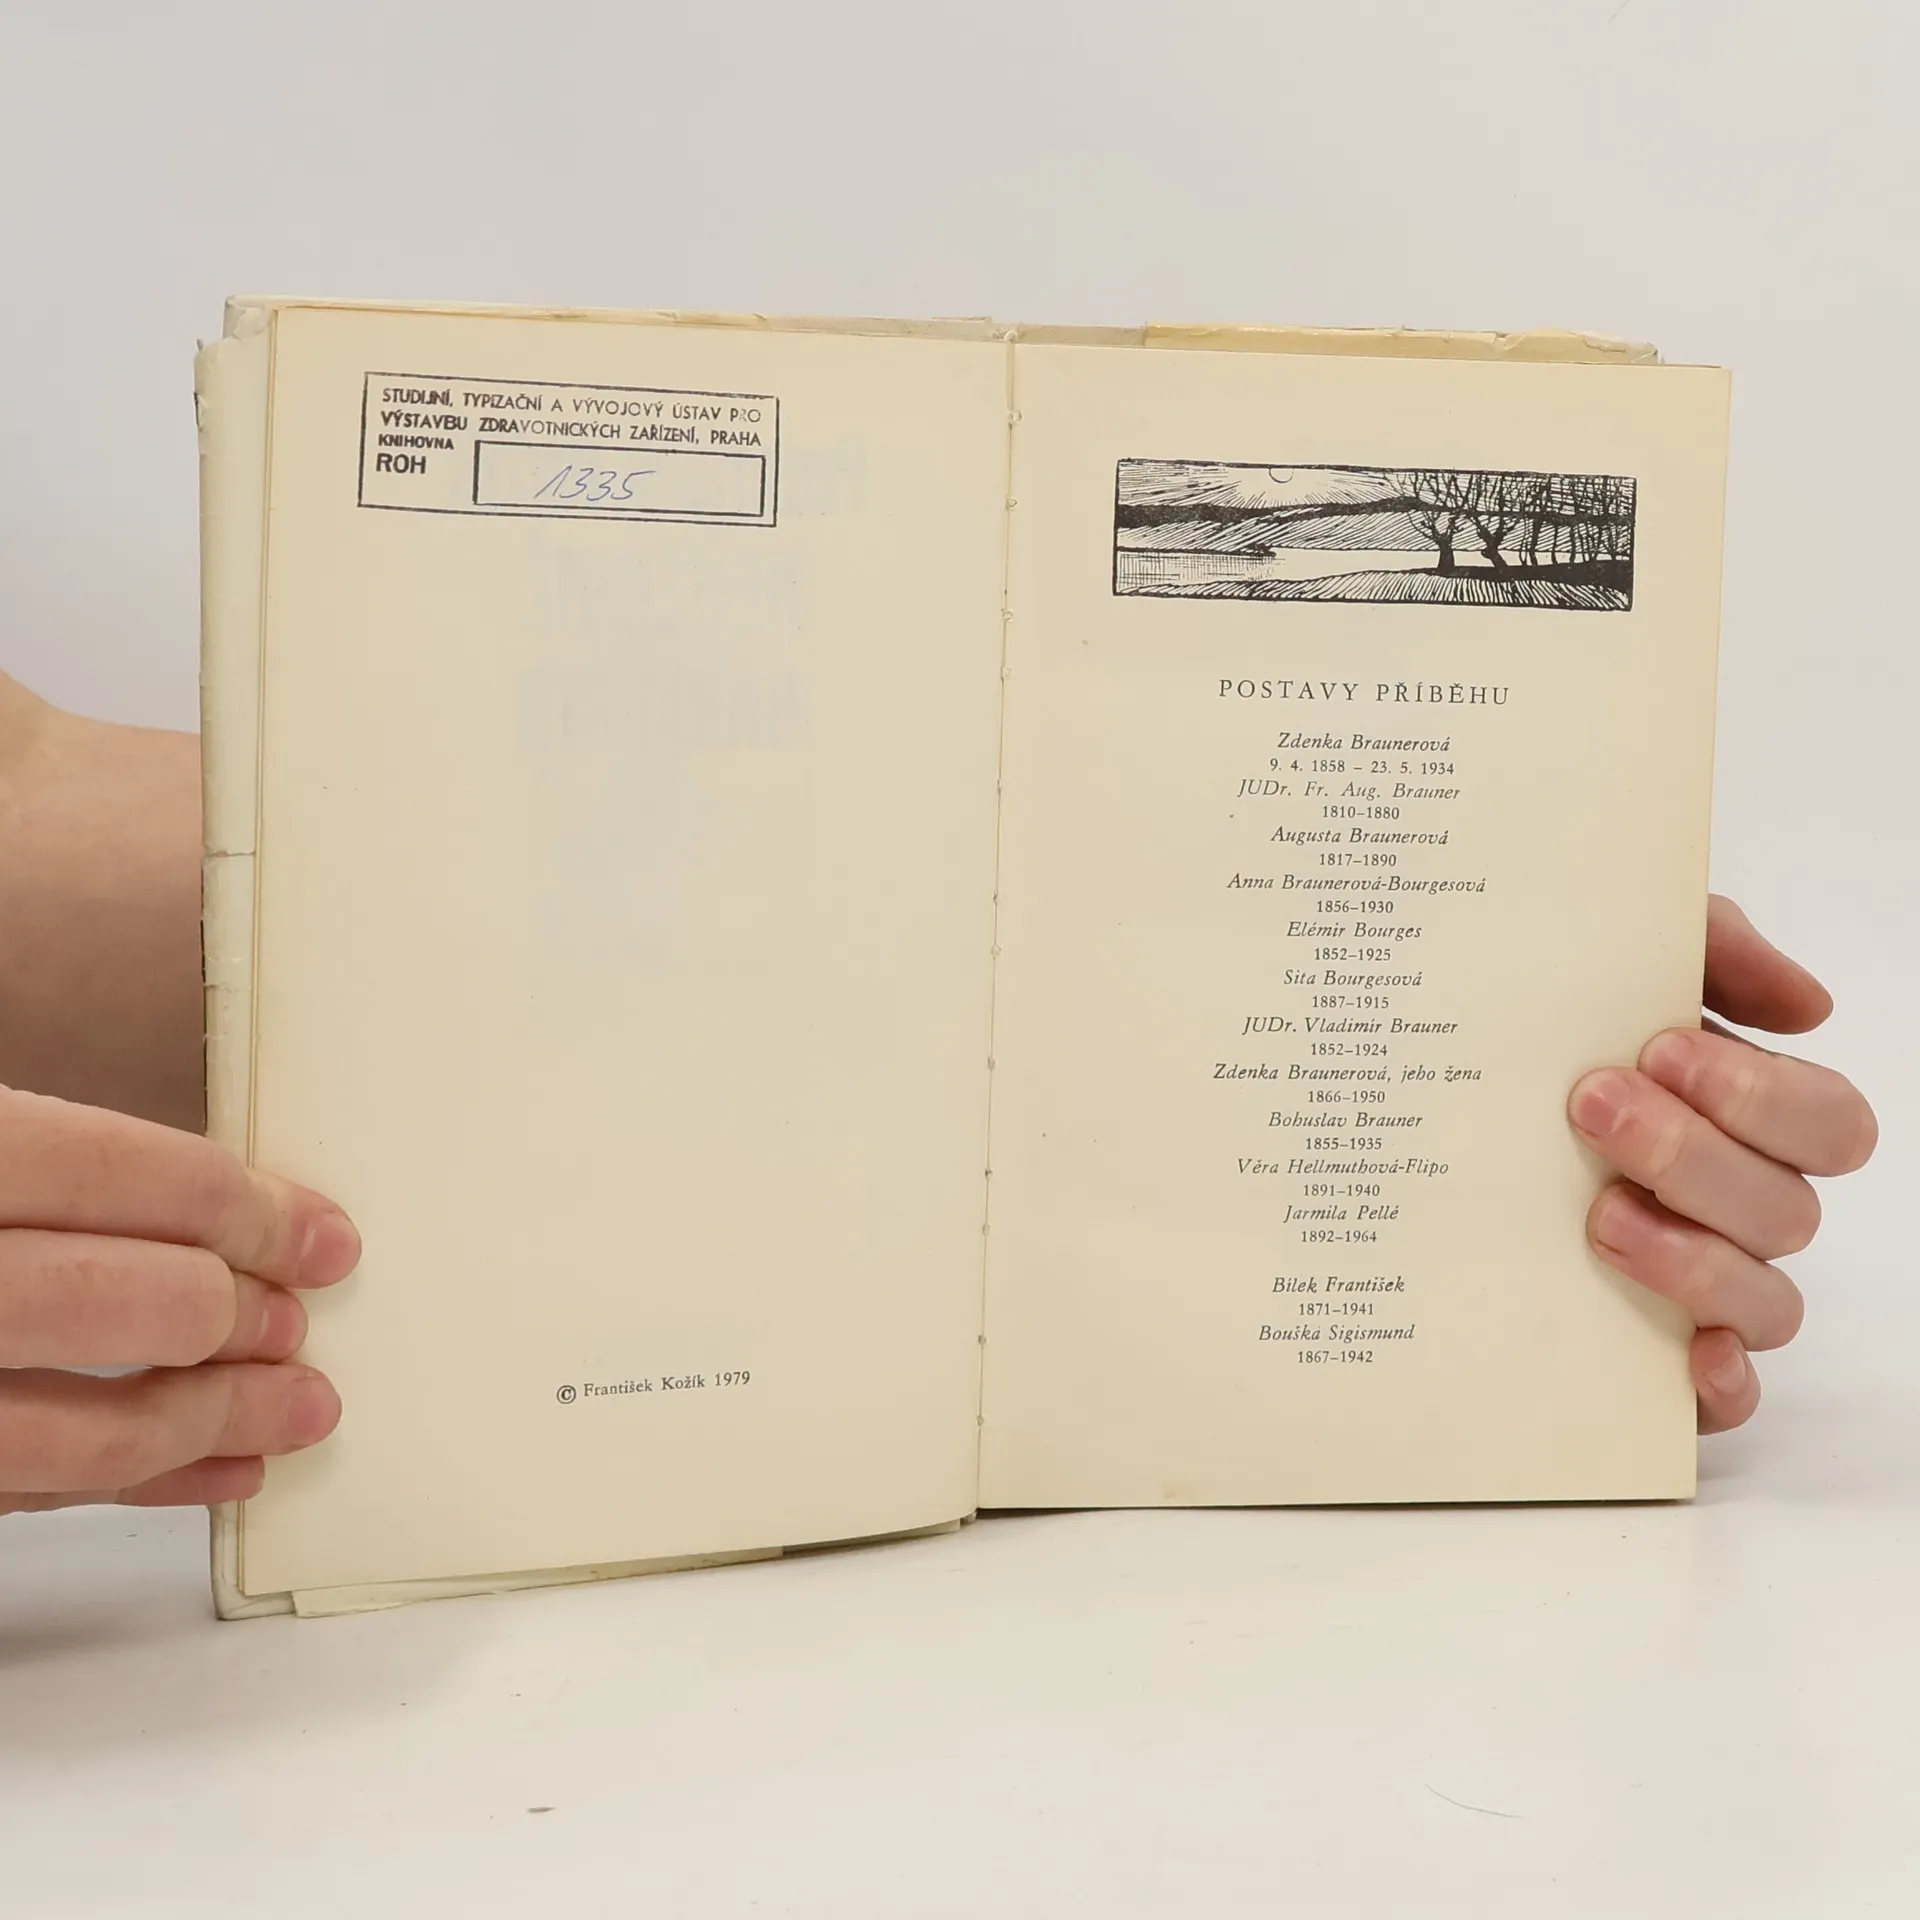 STUDIJNÍ, TYPIZAČNÍ A VÝVOJOVÝ ÚSTAV PRO
VÝSTAVBU ZDRAVOTNICKÝCH ZAŘÍZENÍ, PRAHA
KNIHOVNA
ROH
1335
© František Kožík 1979
POSTAVY PŘÍBĚHU
Zdenka Braunerová
9. 4. 1858 – 23. 5. 1934
JUDr. Fr. Aug. Brauner
1810–1880
Augusta Braunerová
1817–1890
Anna Braunerová-Bourgesová
1856–1930
Elémir Bourges
1852–1925
Sita Bourgesová
1887–1915
JUDr. Vladimír Brauner
1852–1924
Zdenka Braunerová, jeho žena
1866–1950
Bohuslav Brauner
1855–1935
Věra Hellmuthová-Flipo
1891–1940
Jarmila Pellé
1892–1964
Bílek František
1871–1941
Bouška Sigismund
1867–1942